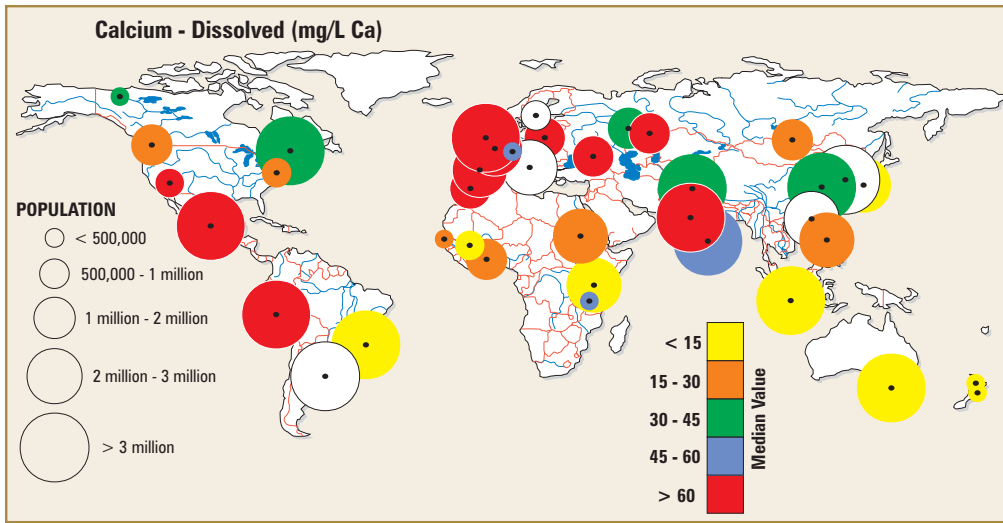 Calcium - Dissolved (mg/L Ca)
POPULATION
< 500,000
500,000 - 1 million
1 million - 2 million
2 million - 3 million
> 3 million
< 15
15 - 30
30 - 45
45 - 60
> 60
Median Value